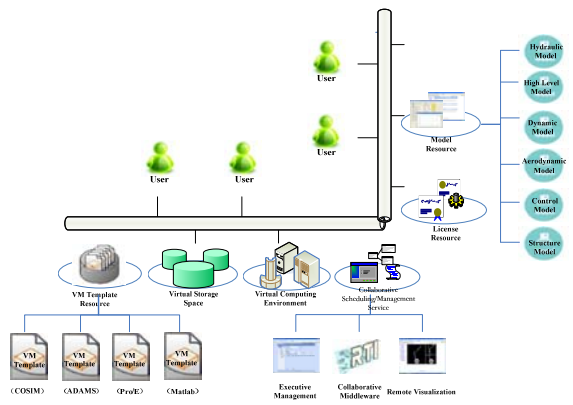 User
User
User
User
Hydraulic
Model
High Level
Model
Dynamic
Model
Aerodynamic
Model
Control
Model
Structure
Model
Model
Resource
License
Resource
VM Template
Resource
Virtual Storage
Space
Virtual Computing
Environment
Collaborative
Scheduling/Management
Service
VM
Template
VM
Template
VM
Template
VM
Template
(COSIM)
(ADAMS)
(Pro/E)
(Matlab)
RTI
Executive
Management
Collaborative
Middleware
Remote Visualization